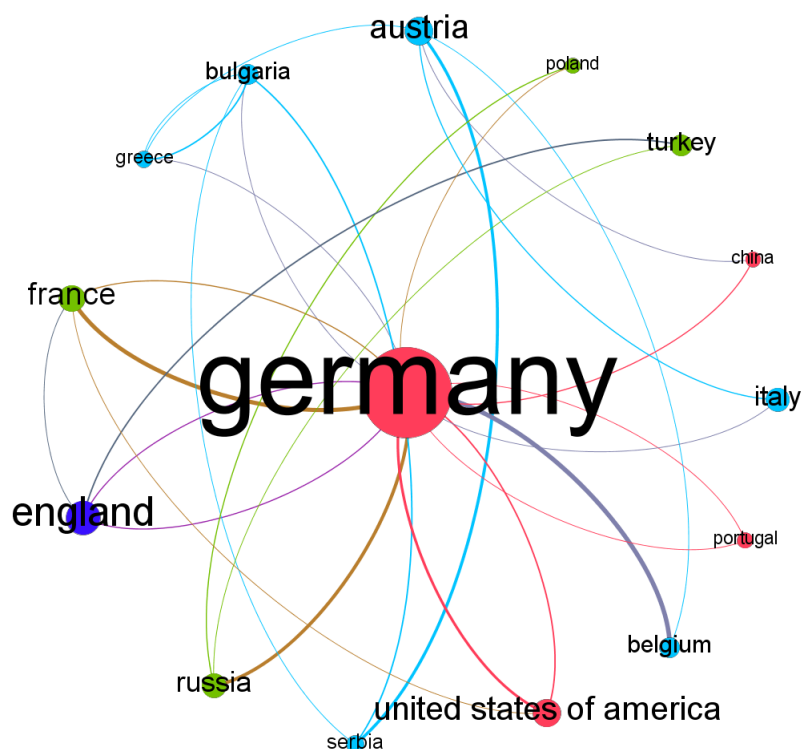 austria
poland
bulgaria
turkey
greece
china
france
germany
italy
england
portugal
belgium
russia
united states of america
serbia